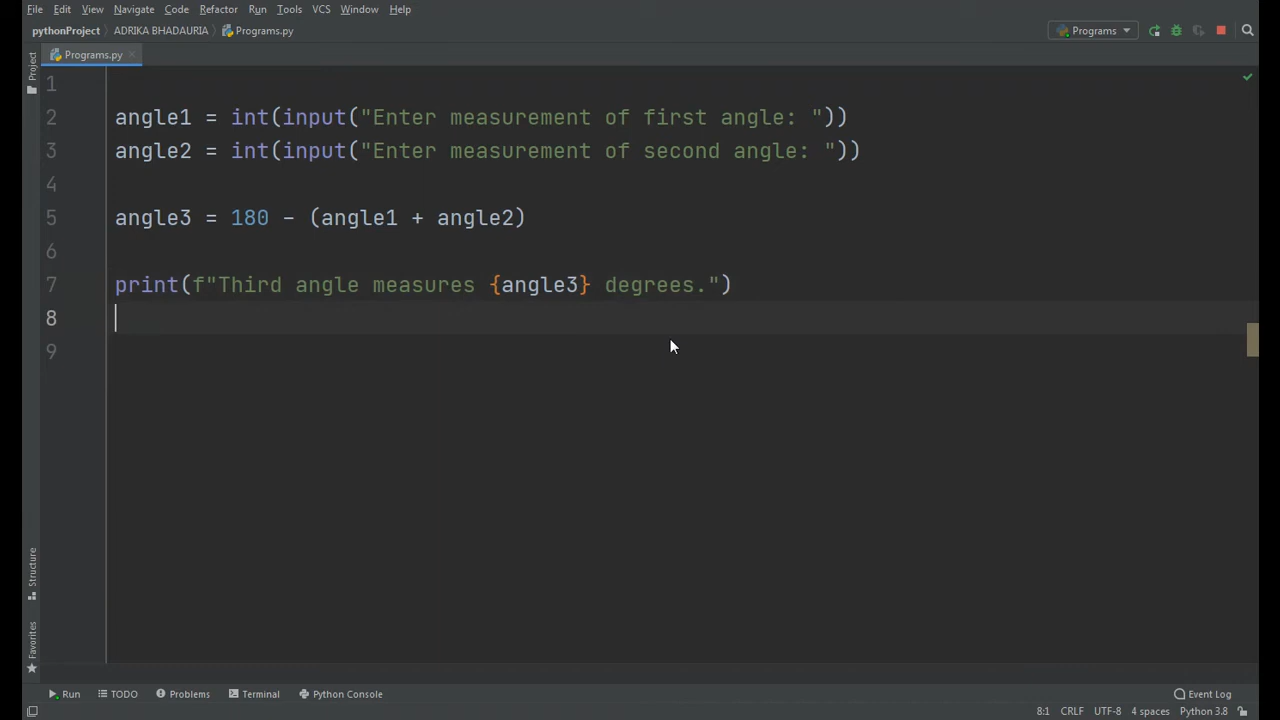 File Edit View Navigate Code Refactor Run Tools VCS Window Help
pythonProject ADRIKA BHADAURIA Programs.py Programs
Programs.py
Project
1
2 angle1 = int(input("Enter measurement of first angle: "))
3 angle2 = int(input("Enter measurement of second angle: "))
4
5 angle3 = 180 - (angle1 + angle2)
6
7 print(f"Third angle measures {angle3} degrees.")
8
9
Structure
Favorites
Run TODO Problems Terminal Python Console Event Log
8:1 CRLF UTF-8 4 spaces Python 3.8